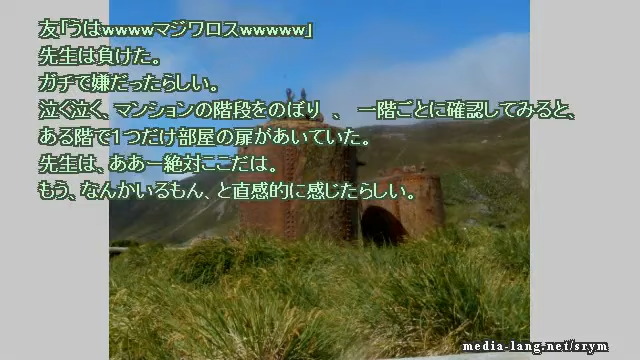 友「うはwwwwマジワロスwwwww」
先生は負けた。
ガチで嫌だったらしい。
泣く泣く、マンションの階段をのぼり 、 一階ごとに確認してみると、
ある階で1つだけ部屋の扉があいていた。
先生は、ああー絶対ここだは。
もう、なんかいるもん、と直感的に感じたらしい。
media-lang.net/srym